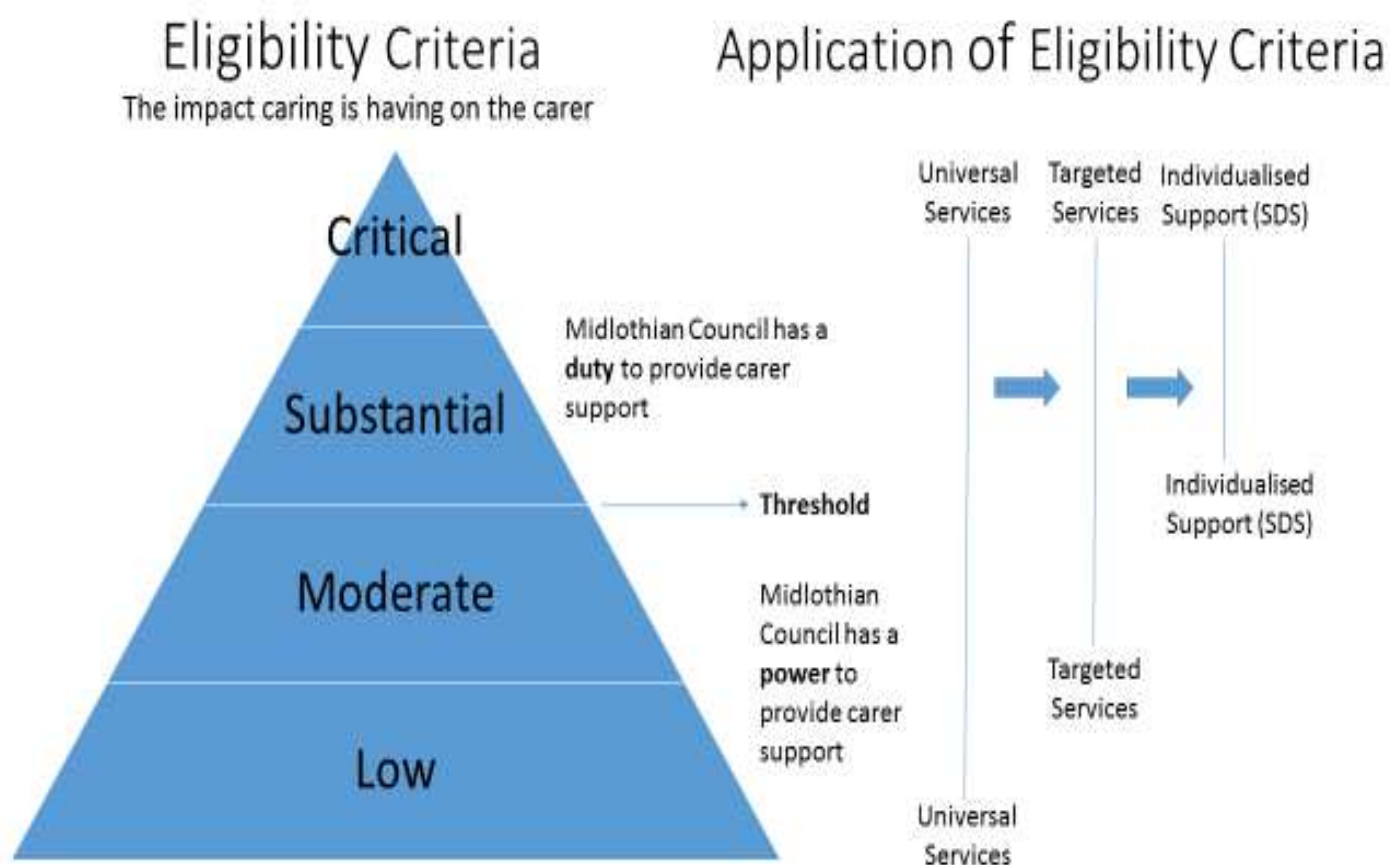 Eligibility Criteria
The impact caring is having on the carer
Critical
Substantial
Moderate
Low
Midlothian Council has a
duty to provide carer
support
Threshold
Midlothian
Council has a
power to
provide carer
support
Application of Eligibility Criteria
Universal
Services
Targeted
Services
Individualised
Support (SDS)
Individualised
Support (SDS)
Targeted
Services
Universal
Services